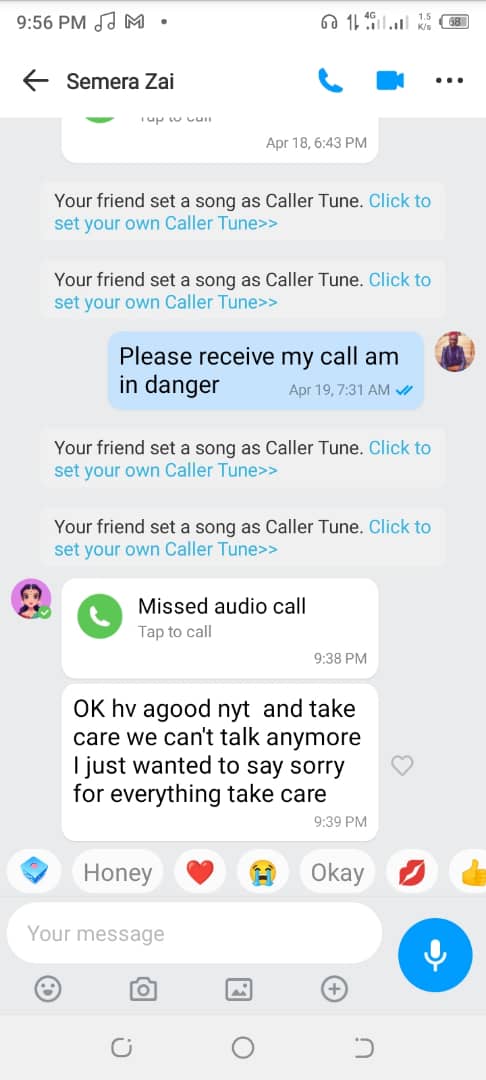 9:56 PM
4G
1.5
K/s
68
Semera Zai
Tap to call
Apr 18, 6:43 PM
Your friend set a song as Caller Tune. Click to
set your own Caller Tune>>
Your friend set a song as Caller Tune. Click to
set your own Caller Tune>>
Please receive my call am
in danger
Apr 19, 7:31 AM
Your friend set a song as Caller Tune. Click to
set your own Caller Tune>>
Your friend set a song as Caller Tune. Click to
set your own Caller Tune>>
Missed audio call
Tap to call
9:38 PM
OK hv agood nyt and take
care we can't talk anymore
I just wanted to say sorry
for everything take care
9:39 PM
Honey
Okay
Your message